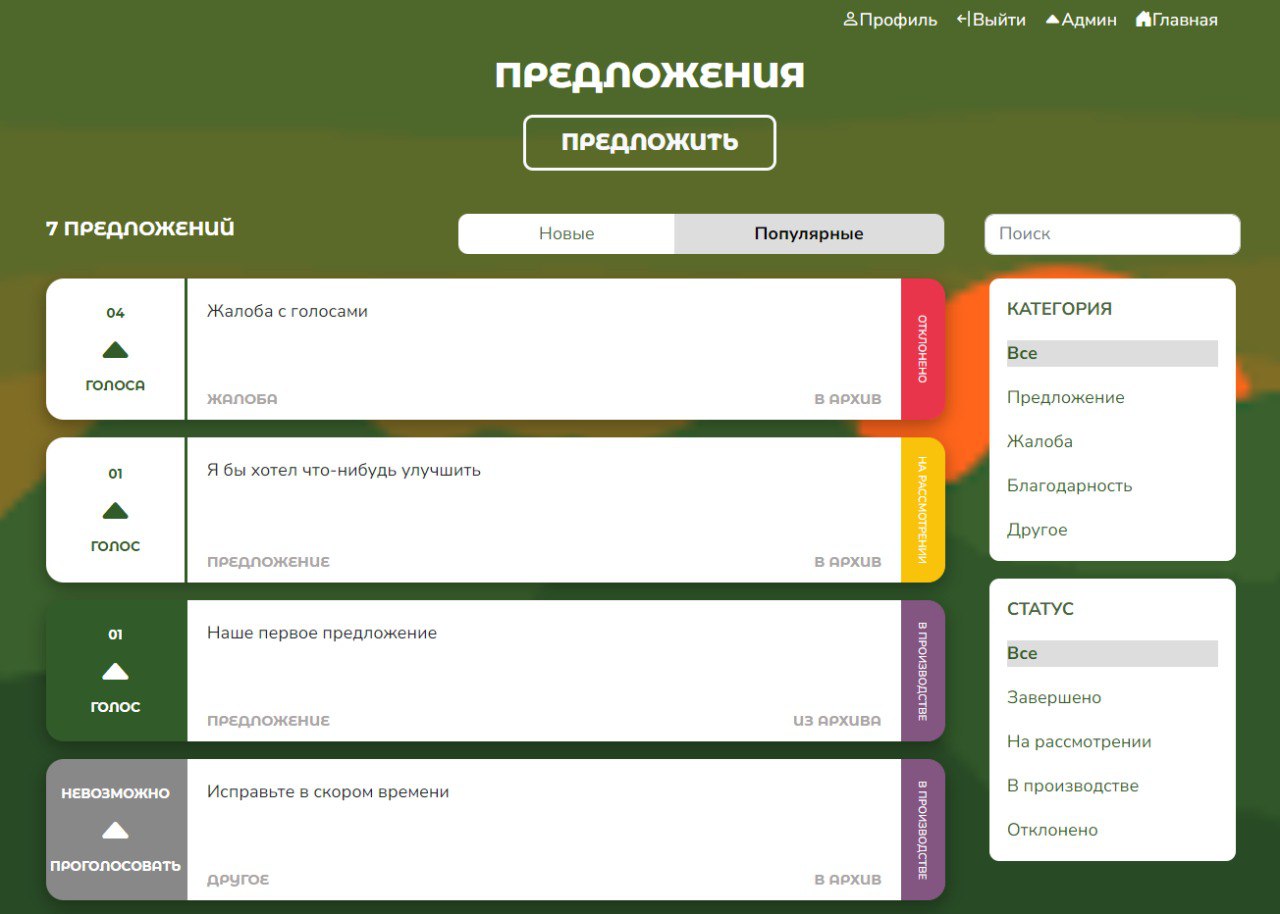 Профиль Выйти Админ Главная
ПРЕДЛОЖЕНИЯ
ПРЕДЛОЖИТЬ
7 ПРЕДЛОЖЕНИЙ
Новые Популярные
Поиск
04
ГОЛОСА
Жалоба с голосами
ЖАЛОБА
В АРХИВ
ОТКЛОНЕНО
01
ГОЛОС
Я бы хотел что-нибудь улучшить
ПРЕДЛОЖЕНИЕ
В АРХИВ
НА РАССМОТРЕНИИ
01
ГОЛОС
Наше первое предложение
ПРЕДЛОЖЕНИЕ
ИЗ АРХИВА
В ПРОИЗВОДСТВЕ
НЕВОЗМОЖНО
ПРОГОЛОСОВАТЬ
Исправьте в скором времени
ДРУГОЕ
В АРХИВ
В ПРОИЗВОДСТВЕ
КАТЕГОРИЯ
Все
Предложение
Жалоба
Благодарность
Другое
СТАТУС
Все
Завершено
На рассмотрении
В производстве
Отклонено